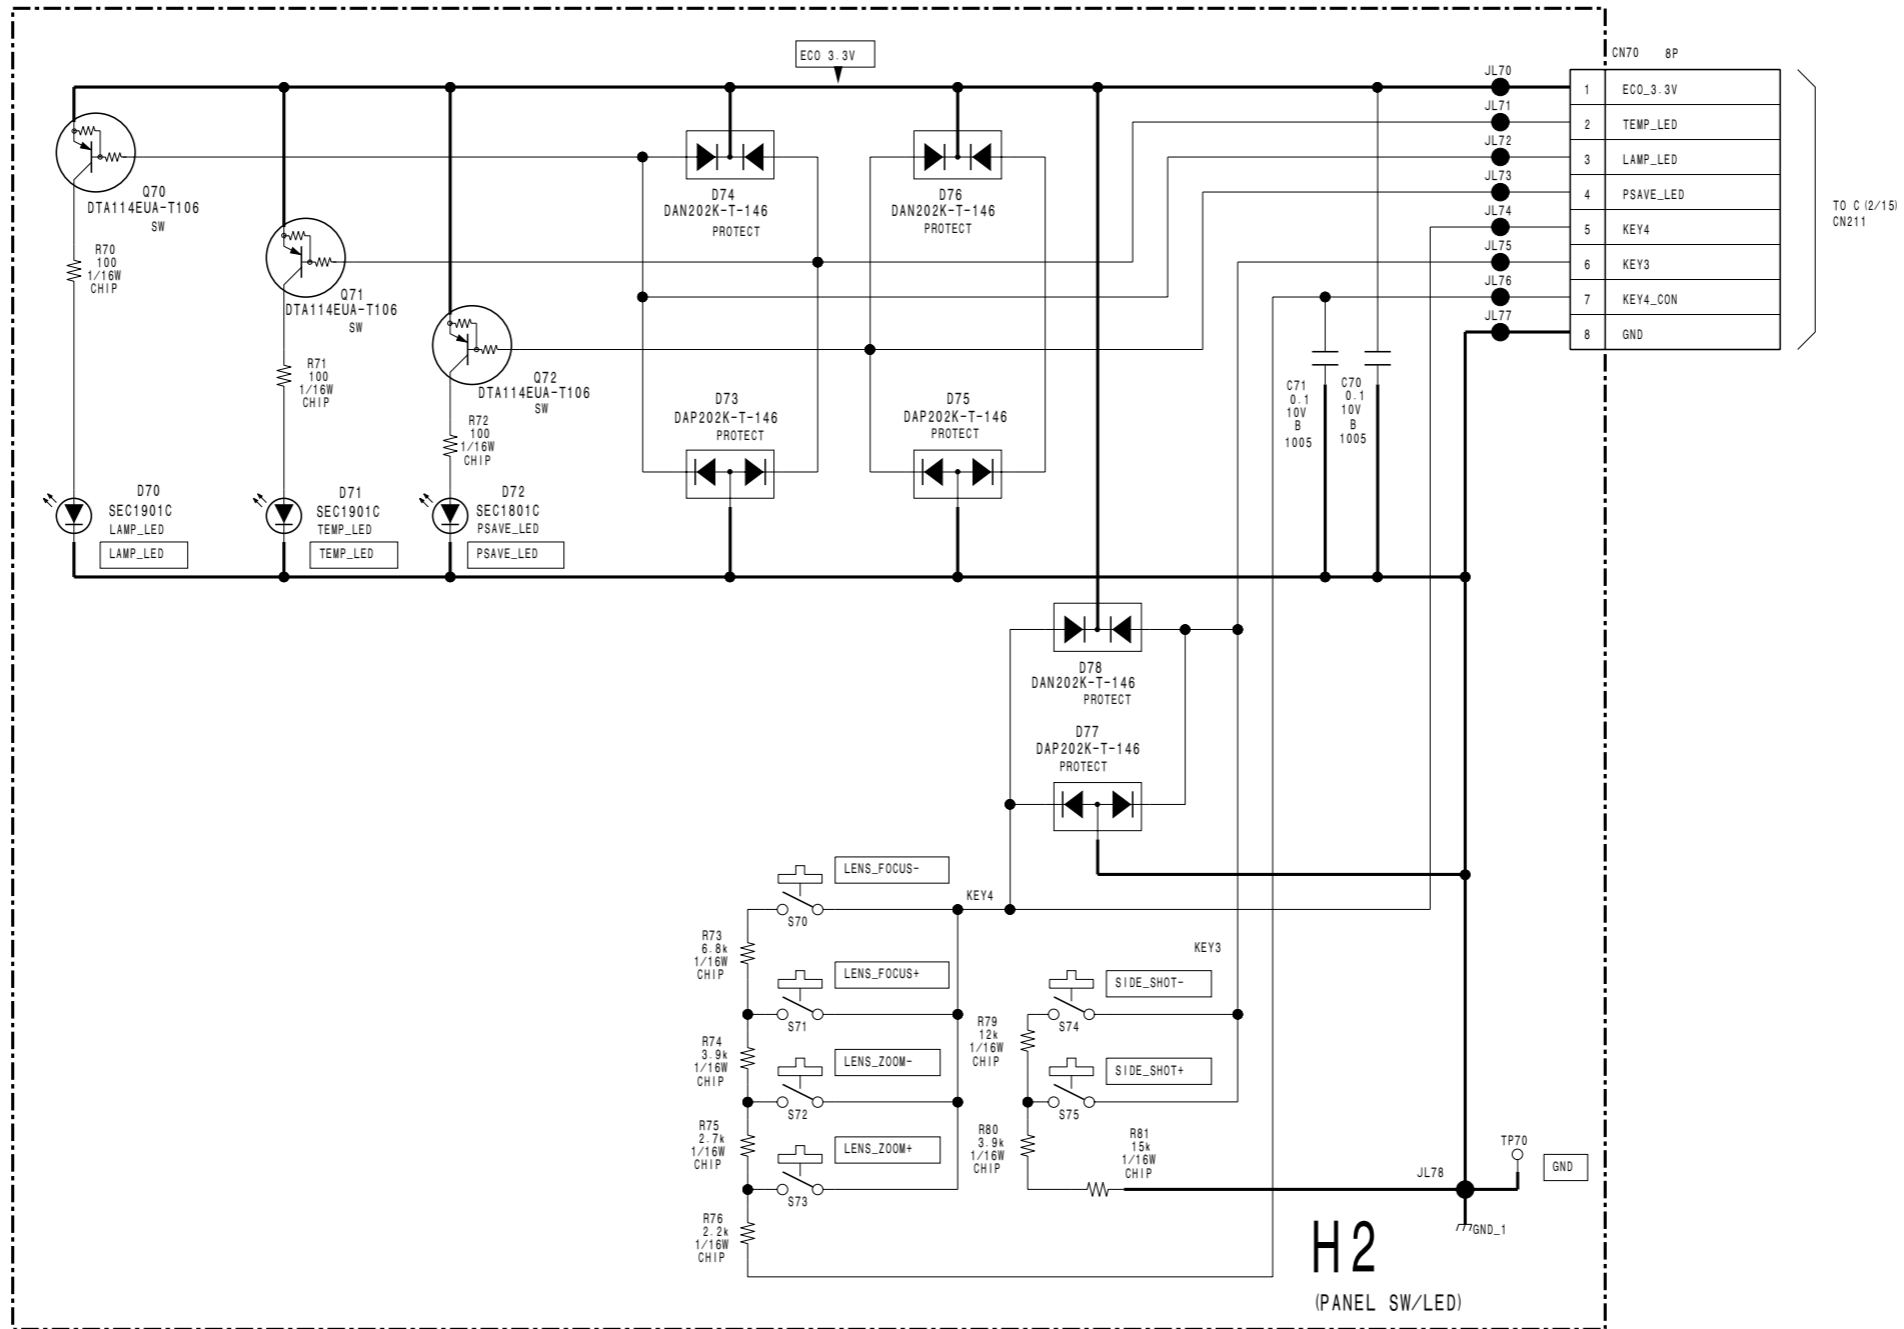 ECO 3.3V
CN70 8P
JL70
1 ECO_3.3V
JL71
2 TEMP_LED
JL72
3 LAMP_LED
JL73
4 PSAVE_LED
JL74
5 KEY4
JL75
6 KEY3
JL76
7 KEY4_CON
JL77
8 GND
TO C (2/15)
CN211
Q70
DTA114EUA-T106
SW
R70
100
1/16W
CHIP
Q71
DTA114EUA-T106
SW
R71
100
1/16W
CHIP
Q72
DTA114EUA-T106
SW
R72
100
1/16W
CHIP
D74
DAN202K-T-146
PROTECT
D76
DAN202K-T-146
PROTECT
D73
DAP202K-T-146
PROTECT
D75
DAP202K-T-146
PROTECT
C71
0.1
10V
B
1005
C70
0.1
10V
B
1005
D70
SEC1901C
LAMP_LED
LAMP_LED
D71
SEC1901C
TEMP_LED
TEMP_LED
D72
SEC1801C
PSAVE_LED
PSAVE_LED
D78
DAN202K-T-146
PROTECT
D77
DAP202K-T-146
PROTECT
LENS_FOCUS-
S70
KEY4
R73
6.8k
1/16W
CHIP
LENS_FOCUS+
S71
R74
3.9k
1/16W
CHIP
LENS_ZOOM-
S72
R75
2.7k
1/16W
CHIP
LENS_ZOOM+
S73
R76
2.2k
1/16W
CHIP
KEY3
SIDE_SHOT-
S74
R79
12k
1/16W
CHIP
SIDE_SHOT+
S75
R80
3.9k
1/16W
CHIP
R81
15k
1/16W
CHIP
JL78
TP70
GND
GND_1
H2
(PANEL SW/LED)